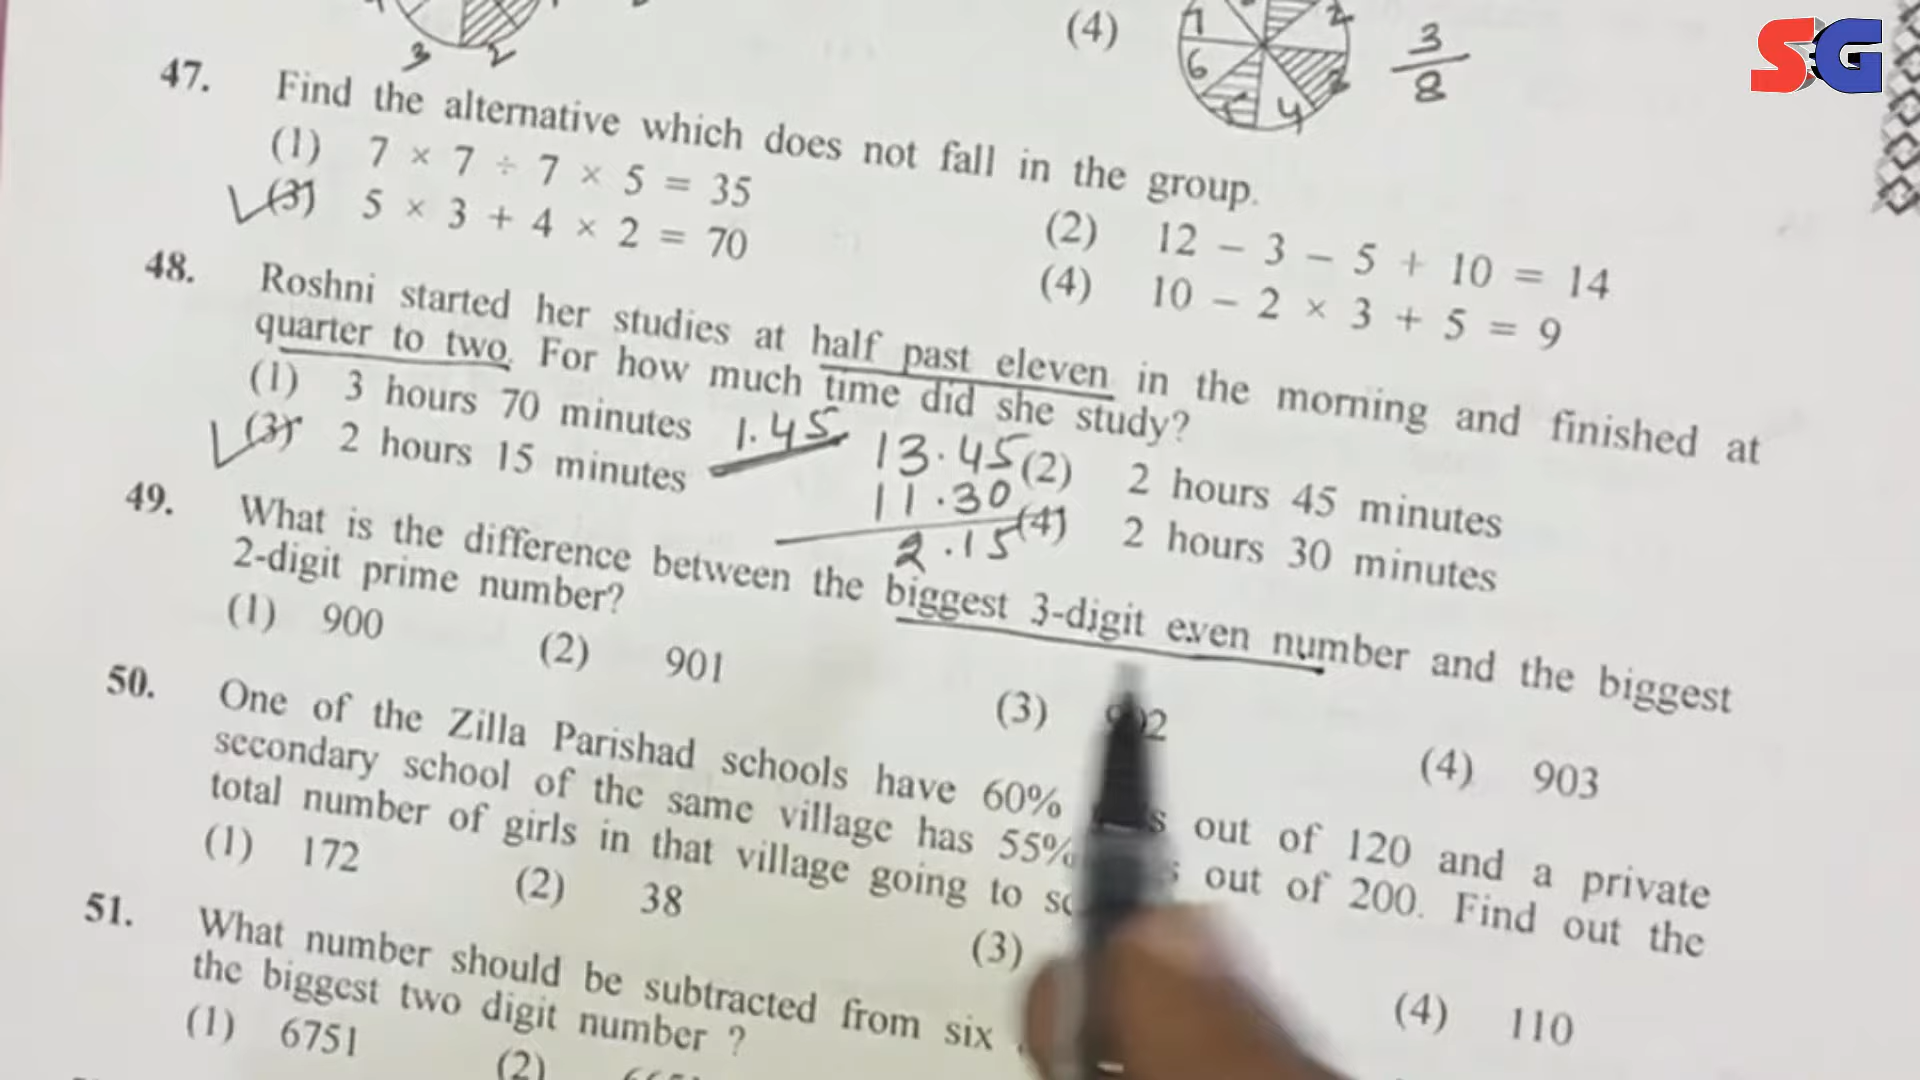 SG
3
2
(4)
7
6
5
4
2
3
8
47. Find the alternative which does not fall in the group.
(1) 7 × 7 ÷ 7 × 5 = 35
(2) 12 − 3 − 5 + 10 = 14
(3) 5 × 3 + 4 × 2 = 70
(4) 10 − 2 × 3 + 5 = 9
48. Roshni started her studies at half past eleven in the morning and finished at
quarter to two. For how much time did she study?
(1) 3 hours 70 minutes
1.45
13.45
(2) 2 hours 45 minutes
(3) 2 hours 15 minutes
11.30
(4) 2 hours 30 minutes
2.15
49. What is the difference between the biggest 3-digit even number and the biggest
2-digit prime number?
(1) 900
(2) 901
(3)
(4) 903
50. One of the Zilla Parishad schools have 60% out of 120 and a private
secondary school of the same village has 55% out of 200. Find out the
total number of girls in that village going to
(1) 172
(2) 38
(3)
(4) 110
51. What number should be subtracted from six
the biggest two digit number ?
(1) 6751
(2)